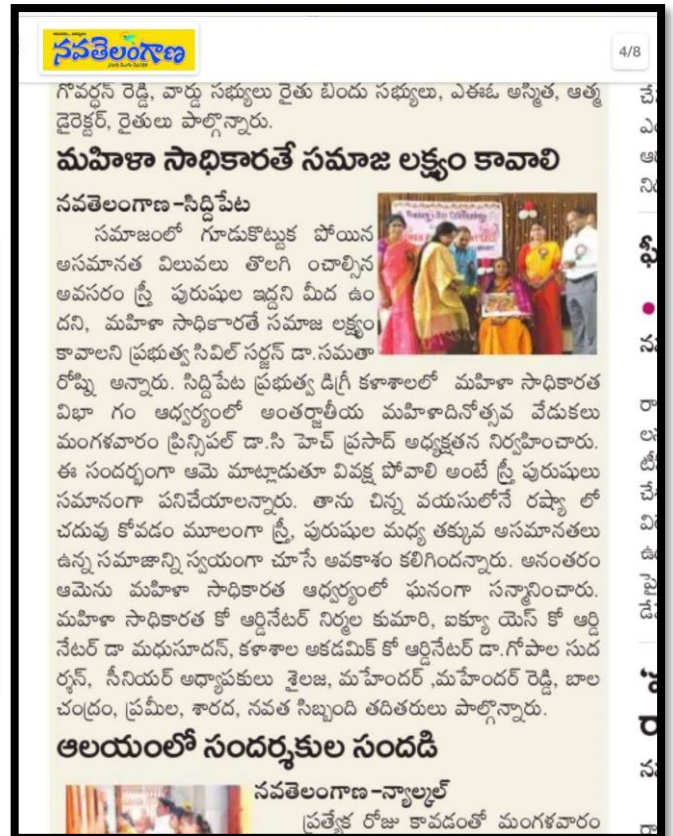 నవతెలంగాణ
4/8
గోవర్ధన్ రెడ్డి, వార్డు సభ్యులు రైతు బిందు సభ్యులు, ఎఈఓ అస్మిత, ఆత్మ
డైరెక్టర్, రైతులు పాల్గొన్నారు.
మహిళా సాధికారతే సమాజ లక్ష్యం కావాలి
నవతెలంగాణ-సిద్దిపేట
సమాజంలో గూడుకొట్టుక పోయిన
అసమానత విలువలు తొలగి ంచాల్సిన
అవసరం స్త్రీ పురుషుల ఇద్దని మీద ఉం
దని, మహిళా సాధికారతే సమాజ లక్ష్యం
కావాలని ప్రభుత్వ సివిల్ సర్జన్ డా.సమతా
రోష్ని అన్నారు. సిద్దిపేట ప్రభుత్వ డిగ్రీ కళాశాలలో మహిళా సాధికారత
విభా గం ఆధ్వర్యంలో అంతర్జాతీయ మహిళాదినోత్సవ వేడుకలు
మంగళవారం ప్రిన్సిపల్ డా.సి హెచ్ ప్రసాద్ అధ్యక్షతన నిర్వహించారు.
ఈ సందర్భంగా ఆమె మాట్లాడుతూ వివక్ష పోవాలి అంటే స్త్రీ పురుషులు
సమానంగా పనిచేయాలన్నారు. తాను చిన్న వయసులోనే రష్యా లో
చదువు కోవడం మూలంగా స్త్రీ, పురుషుల మధ్య తక్కువ అసమానతలు
ఉన్న సమాజాన్ని స్వయంగా చూసే అవకాశం కలిగిందన్నారు. అనంతరం
ఆమెను మహిళా సాధికారత ఆధ్వర్యంలో ఘనంగా సన్మానించారు.
మహిళా సాధికారత కో ఆర్డినేటర్ నిర్మల కుమారి, ఐక్యూ యెస్ కో ఆర్డి
నేటర్ డా మధుసూదన్, కళాశాల అకడమిక్ కో ఆర్డినేటర్ డా.గోపాల సుద
ర్శన్, సీనియర్ అధ్యాపకులు శైలజ, మహేందర్ ,మహేందర్ రెడ్డి, బాల
చంద్రం, ప్రమీల, శారద, నవత సిబ్బంది తదితరులు పాల్గొన్నారు.
ఆలయంలో సందర్శకుల సందడి
నవతెలంగాణ-న్యాల్కల్
ప్రత్యేక రోజు కావడంతో మంగళవారం